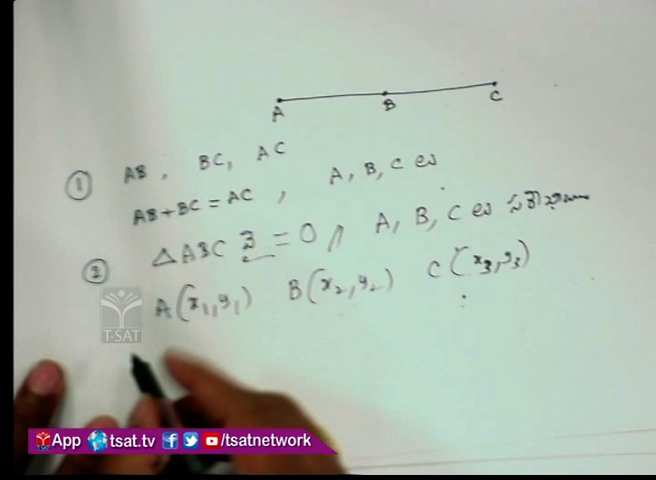 A B C
① AB, BC, AC
AB + BC = AC, A, B, C లు
② △ABC వై = 0 // A, B, C లు
A(x₁, y₁) B(x₂, y₂) C(x₃, y₃)
T-SAT
App tsat.tv /tsatnetwork